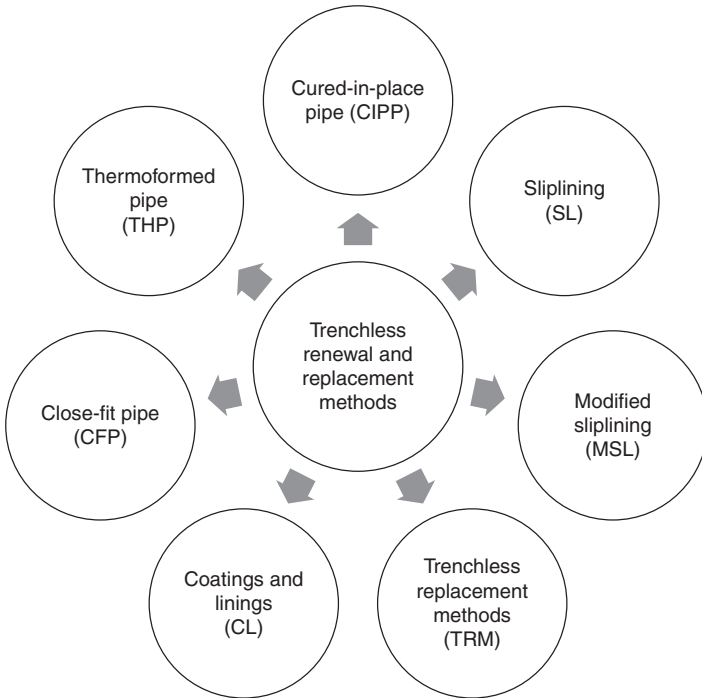 Cured-in-place
pipe (CIPP)
Sliplining
(SL)
Modified
sliplining
(MSL)
Trenchless
replacement
methods
(TRM)
Coatings and
linings
(CL)
Close-fit pipe
(CFP)
Thermoformed
pipe
(THP)
Trenchless
renewal and
replacement
methods